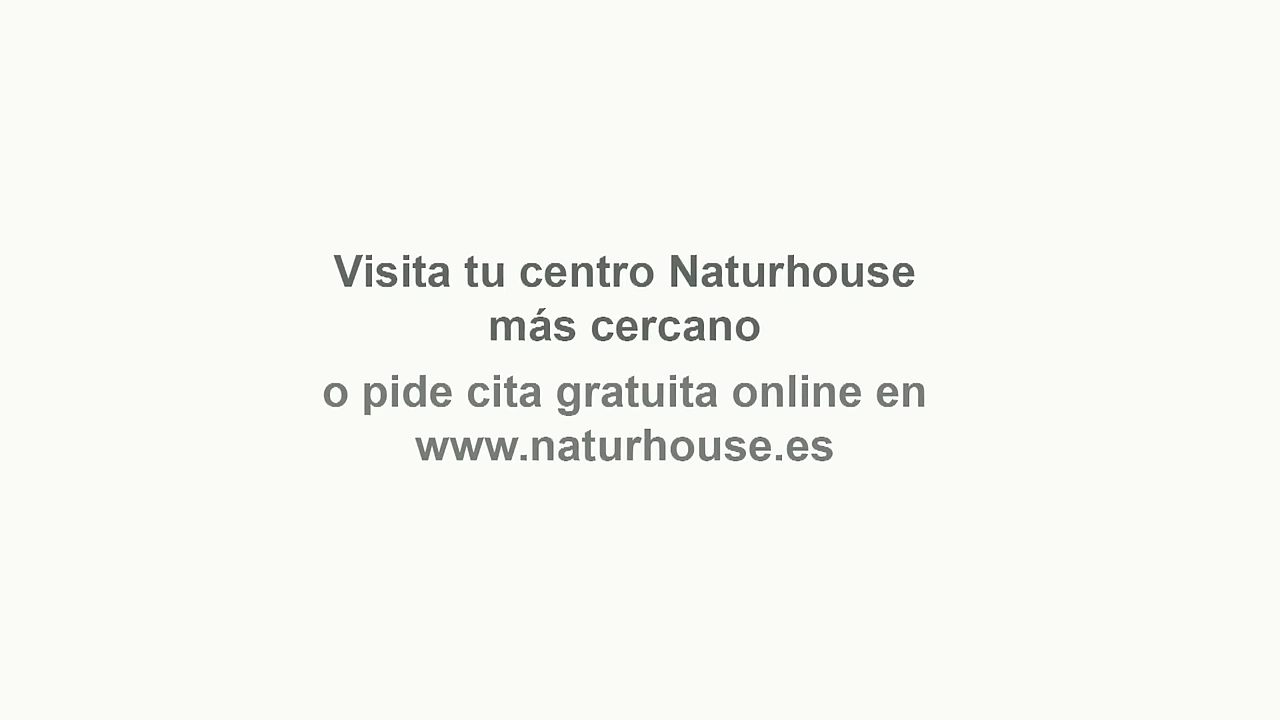 Visita tu centro Naturhouse
más cercano
o pide cita gratuita online en
www.naturhouse.es